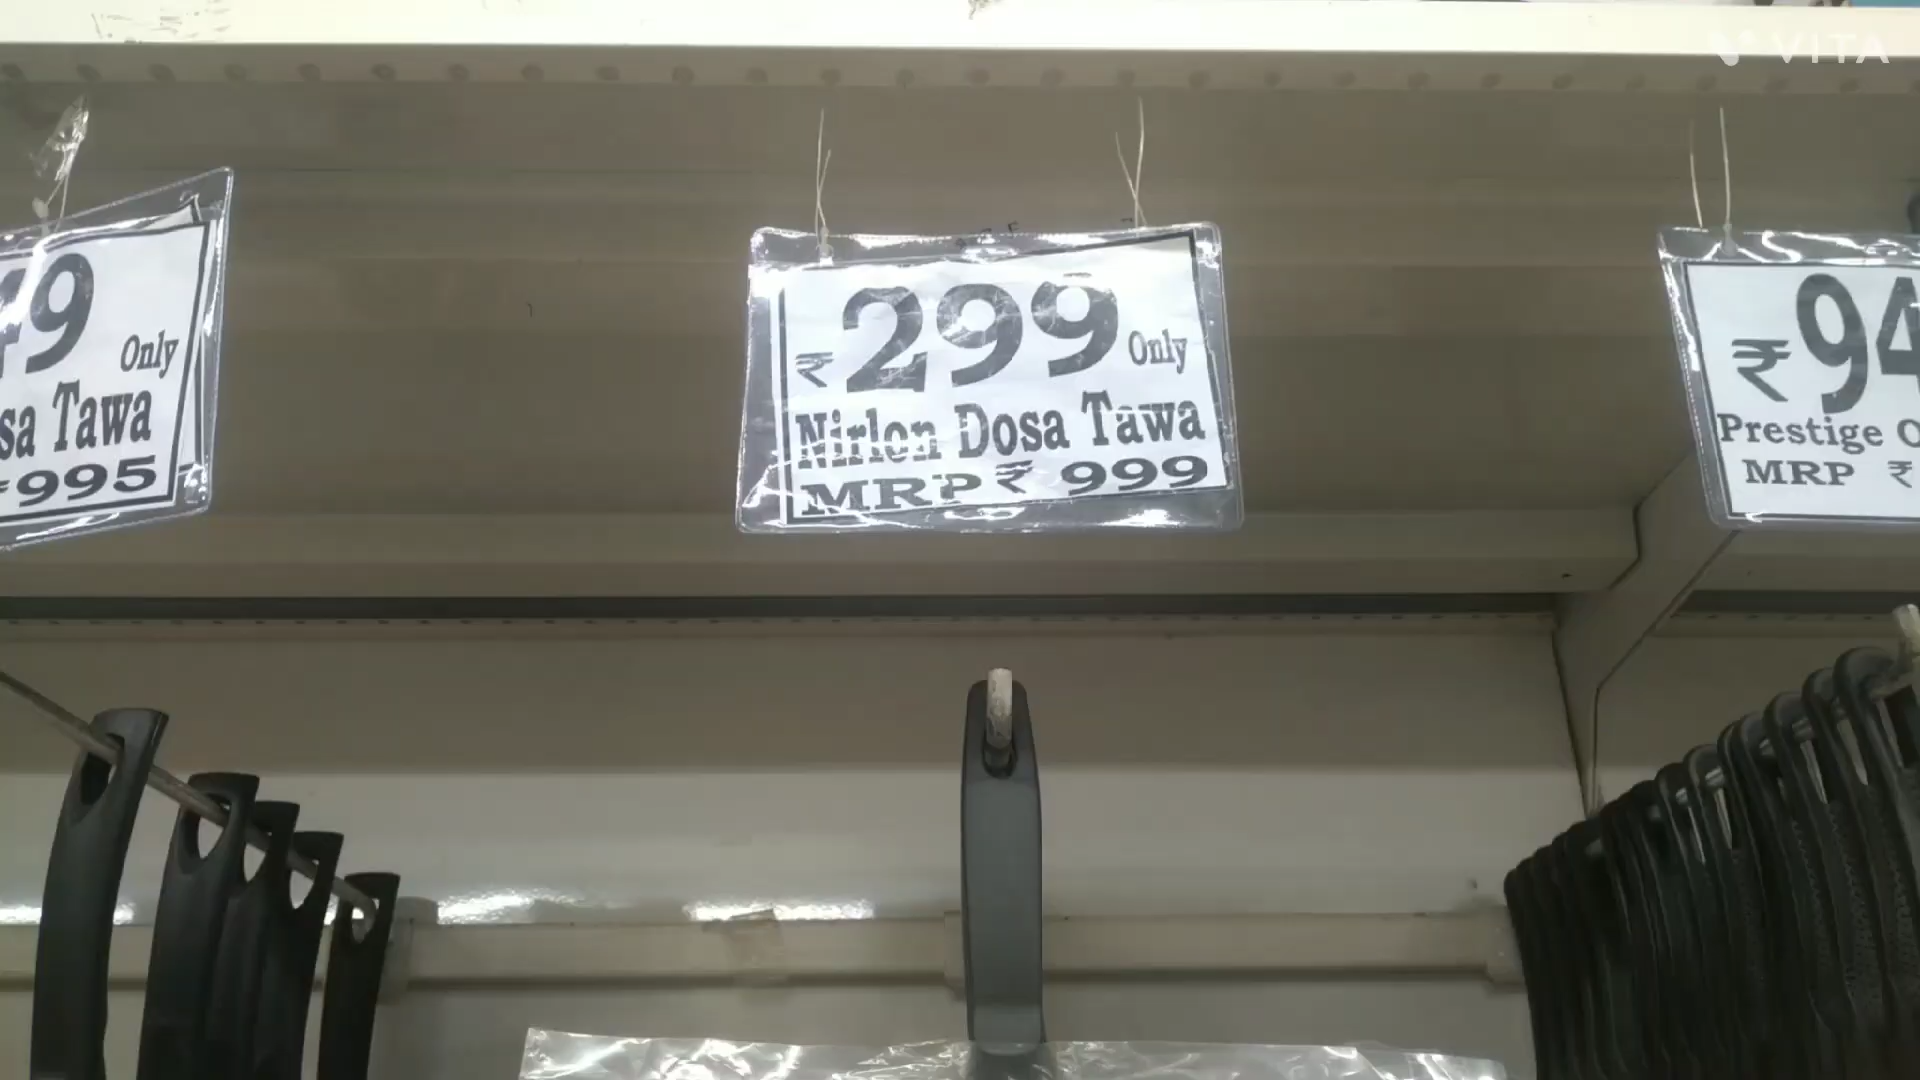 VITA
49
Only
sa Tawa
₹995
₹ 299 Only
Nirlon Dosa Tawa
MRP ₹ 999
₹94
Prestige O
MRP ₹